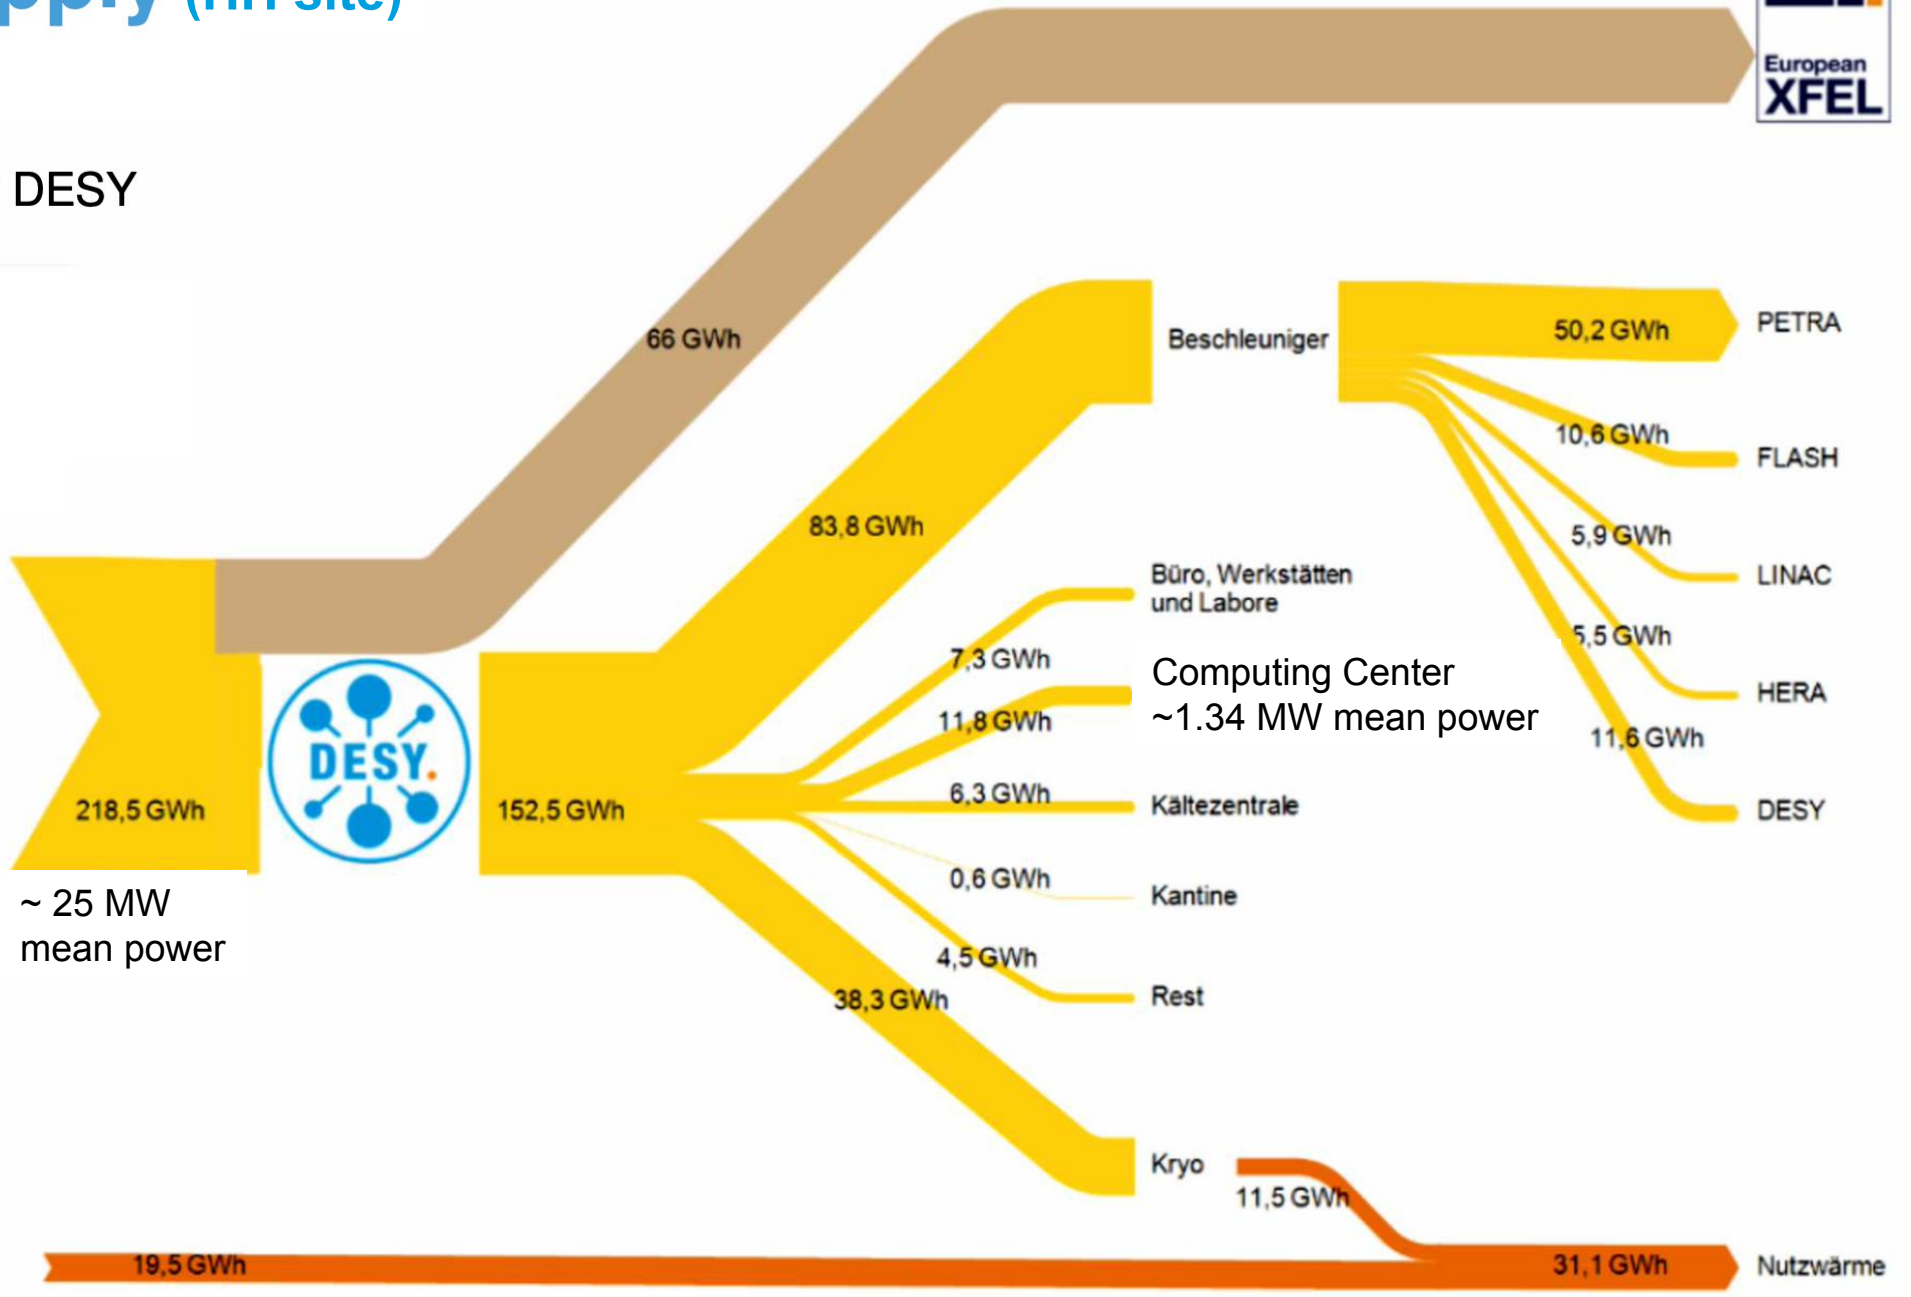 (HH site)
European
XFEL
DESY
66 GWh
Beschleuniger
50,2 GWh
PETRA
10,6 GWh
FLASH
83,8 GWh
5,9 GWh
LINAC
Büro, Werkstätten
und Labore
7,3 GWh
5,5 GWh
Computing Center
~1.34 MW mean power
HERA
11,8 GWh
11,6 GWh
DESY.
218,5 GWh
152,5 GWh
6,3 GWh
Kältezentrale
DESY
~ 25 MW
mean power
0,6 GWh
Kantine
4,5 GWh
Rest
38,3 GWh
Kryo
11,5 GWh
19,5 GWh
31,1 GWh
Nutzwärme